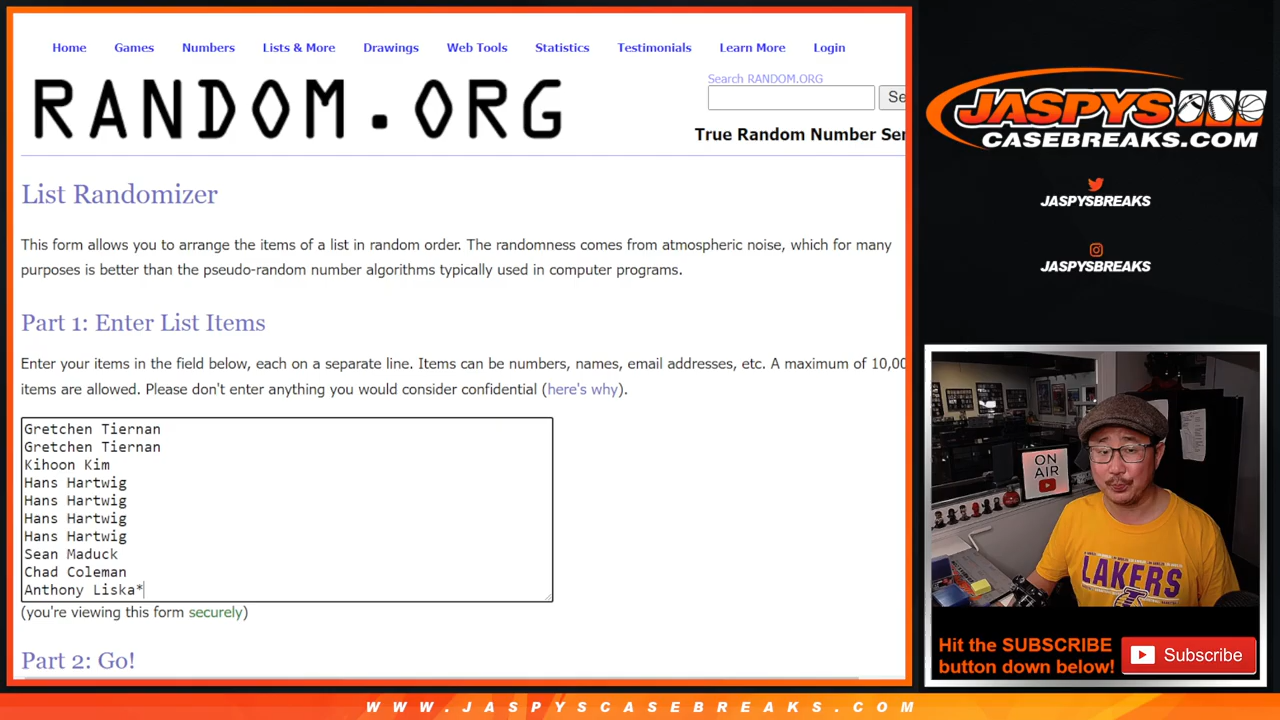 Home Games Numbers Lists & More Drawings Web Tools Statistics Testimonials Learn More Login
RANDOM.ORG
Search RANDOM.ORG
Se
True Random Number Ser
List Randomizer
This form allows you to arrange the items of a list in random order. The randomness comes from atmospheric noise, which for many
purposes is better than the pseudo-random number algorithms typically used in computer programs.
Part 1: Enter List Items
Enter your items in the field below, each on a separate line. Items can be numbers, names, email addresses, etc. A maximum of 10,00
items are allowed. Please don't enter anything you would consider confidential (here's why).
Gretchen Tiernan
Gretchen Tiernan
Kihoon Kim
Hans Hartwig
Hans Hartwig
Hans Hartwig
Hans Hartwig
Sean Maduck
Chad Coleman
Anthony Liska*
(you're viewing this form securely)
Part 2: Go!
JASPYS
CASEBREAKS.COM
JASPYSBREAKS
JASPYSBREAKS
ON
AIR
LAKERS
Hit the SUBSCRIBE
button down below!
Subscribe
WWW.JASPYSCASEBREAKS.COM